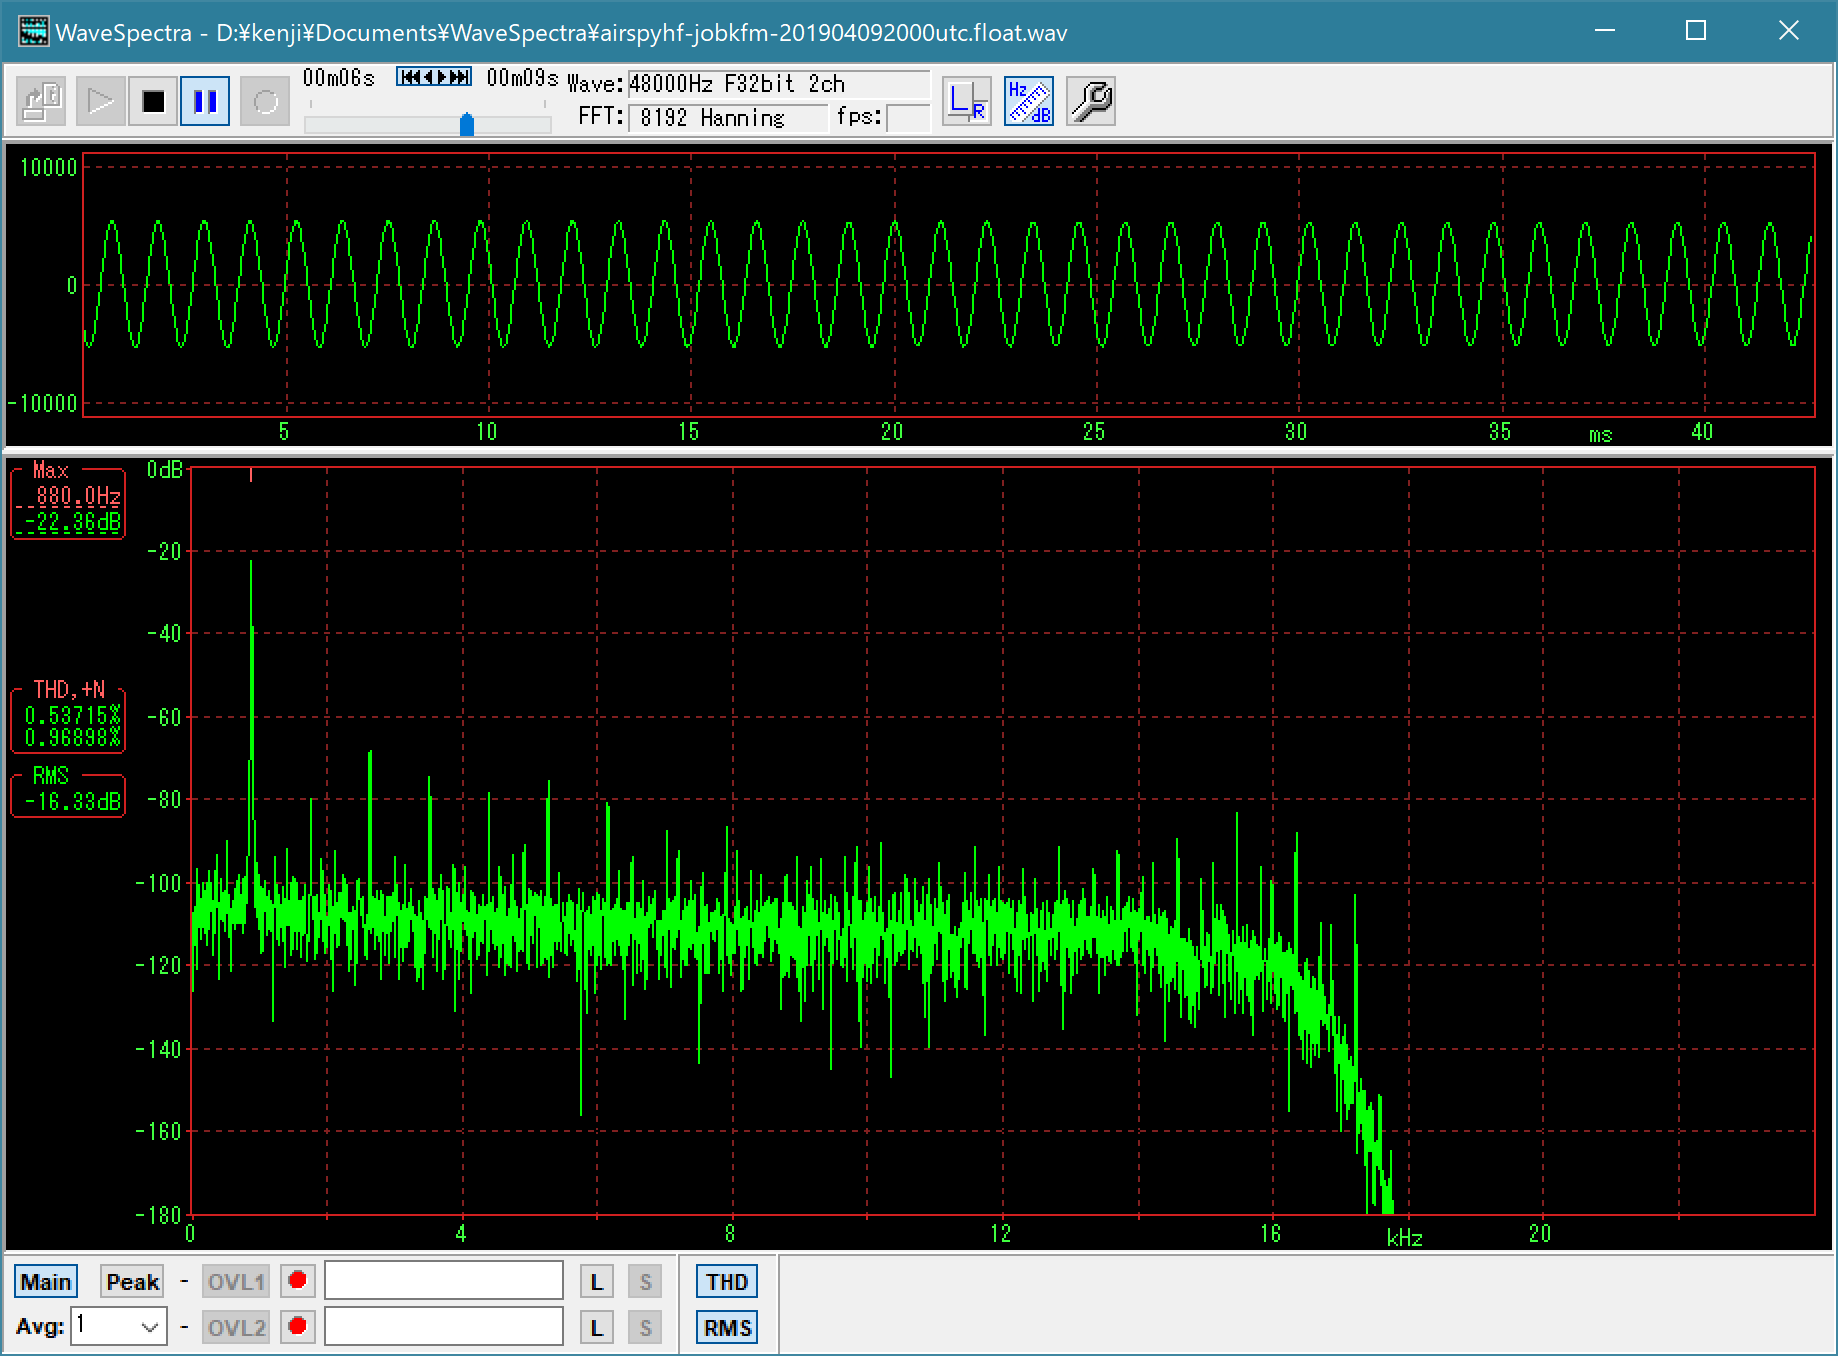 WaveSpectra - D:¥kenji¥Documents¥WaveSpectra¥airspyhf-jobkfm-201904092000utc.float.wav
00m06s 00m09s Wave: 48000Hz F32bit 2ch
FFT: 8192 Hanning fps:
L R
Hz dB
10000
0
-10000
5 10 15 20 25 30 35 ms 40
Max
880.0Hz
-22.36dB
THD,+N
0.53715%
0.96898%
RMS
-16.33dB
0dB
-20
-40
-60
-80
-100
-120
-140
-160
-180
0 4 8 12 16 kHz 20
Main Peak - OVL1 L S THD
Avg: 1 - OVL2 L S RMS